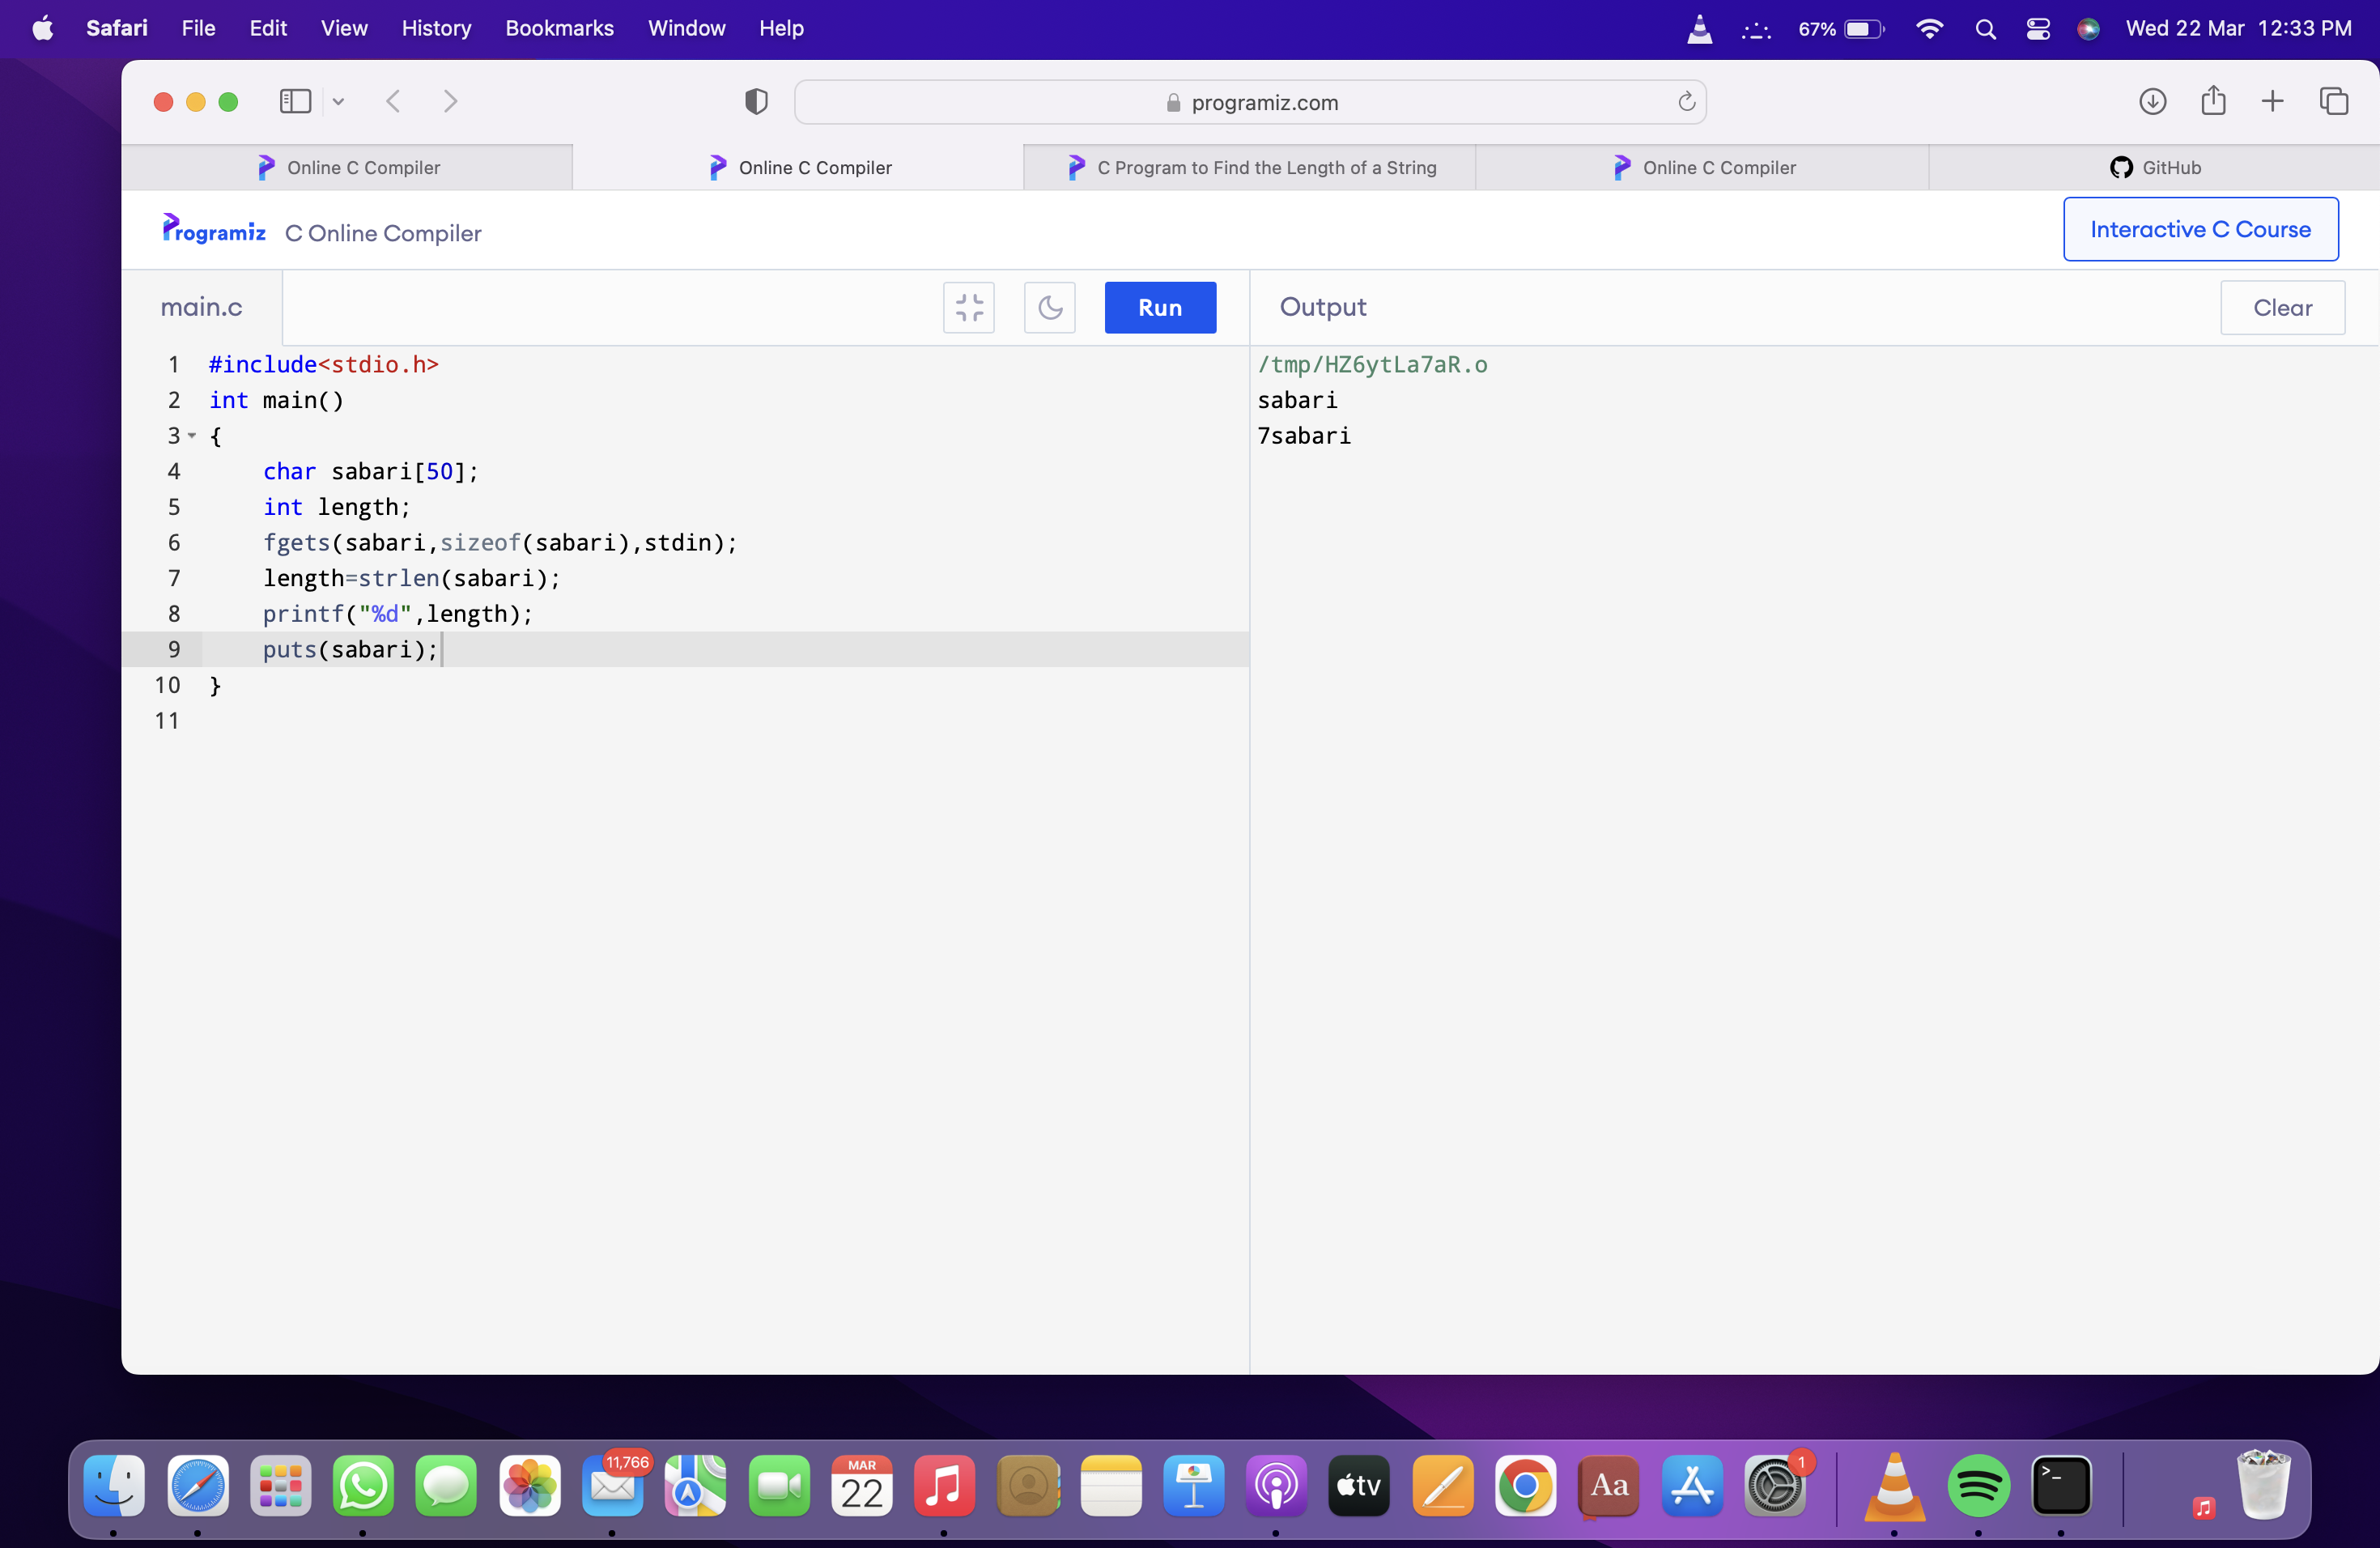 Safari File Edit View History Bookmarks Window Help 67% Wed 22 Mar 12:33 PM
programiz.com
Online C Compiler Online C Compiler C Program to Find the Length of a String Online C Compiler GitHub
Programiz C Online Compiler Interactive C Course
main.c Run Output Clear
1 #include<stdio.h>
2 int main()
3 {
4 char sabari[50];
5 int length;
6 fgets(sabari,sizeof(sabari),stdin);
7 length=strlen(sabari);
8 printf("%d",length);
9 puts(sabari);
10 }
11
/tmp/HZ6ytLa7aR.o
sabari
7sabari
11,766
MAR
22
tv
Aa
1
>_